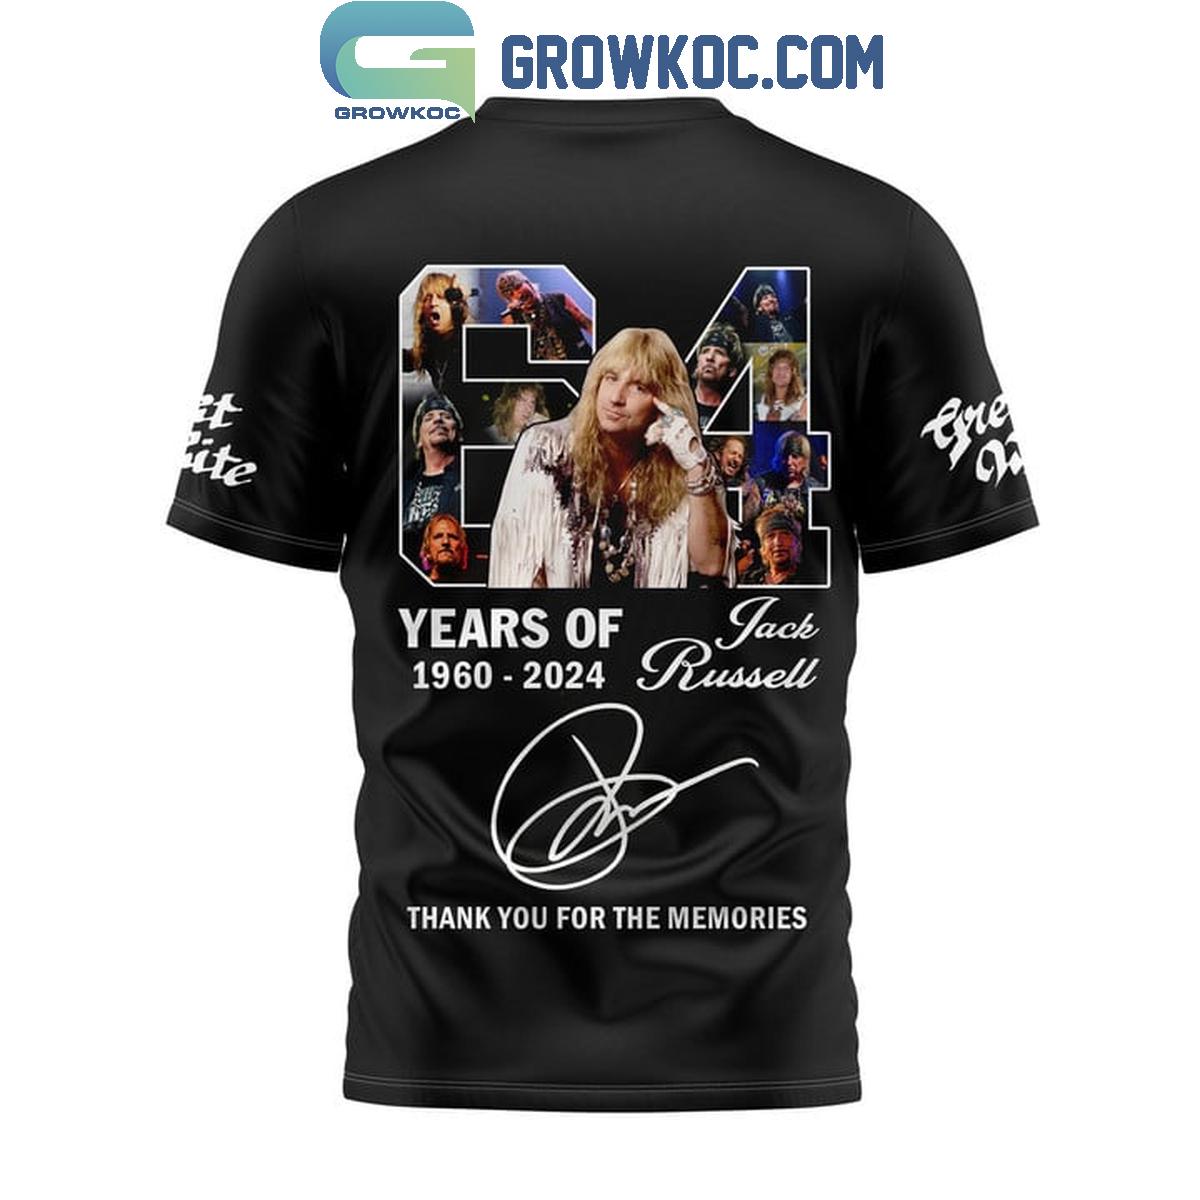 GROWKOC.COM
GROWKOC
64
YEARS OF
1960 - 2024
Jack
Russell
THANK YOU FOR THE MEMORIES